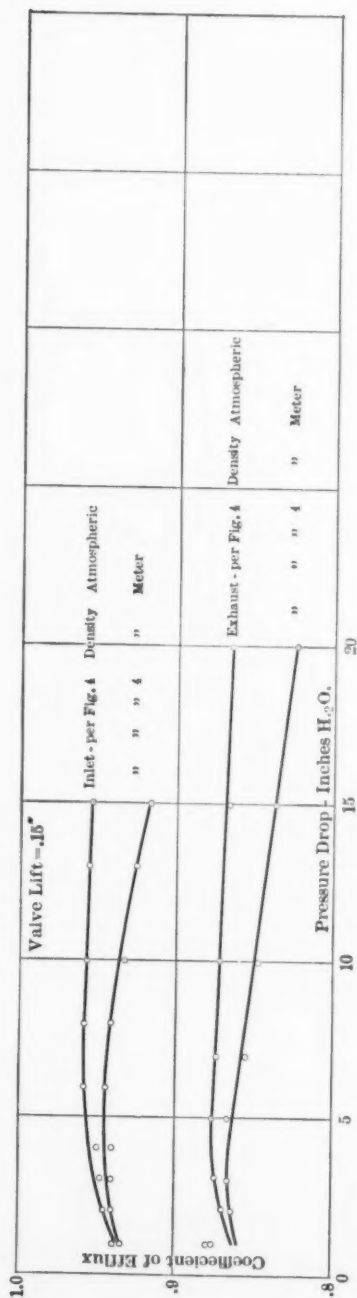 Valve Lift=.15"
Inlet - per Fig. 4 Density Atmospheric
" " " 4 " Meter
Exhaust - per Fig. 4 Density Atmospheric
" " " 4 " Meter
Coefficient of Efflux
1.0
.9
.8
0
5
10
15
20
Pressure Drop - Inches H.₂O.